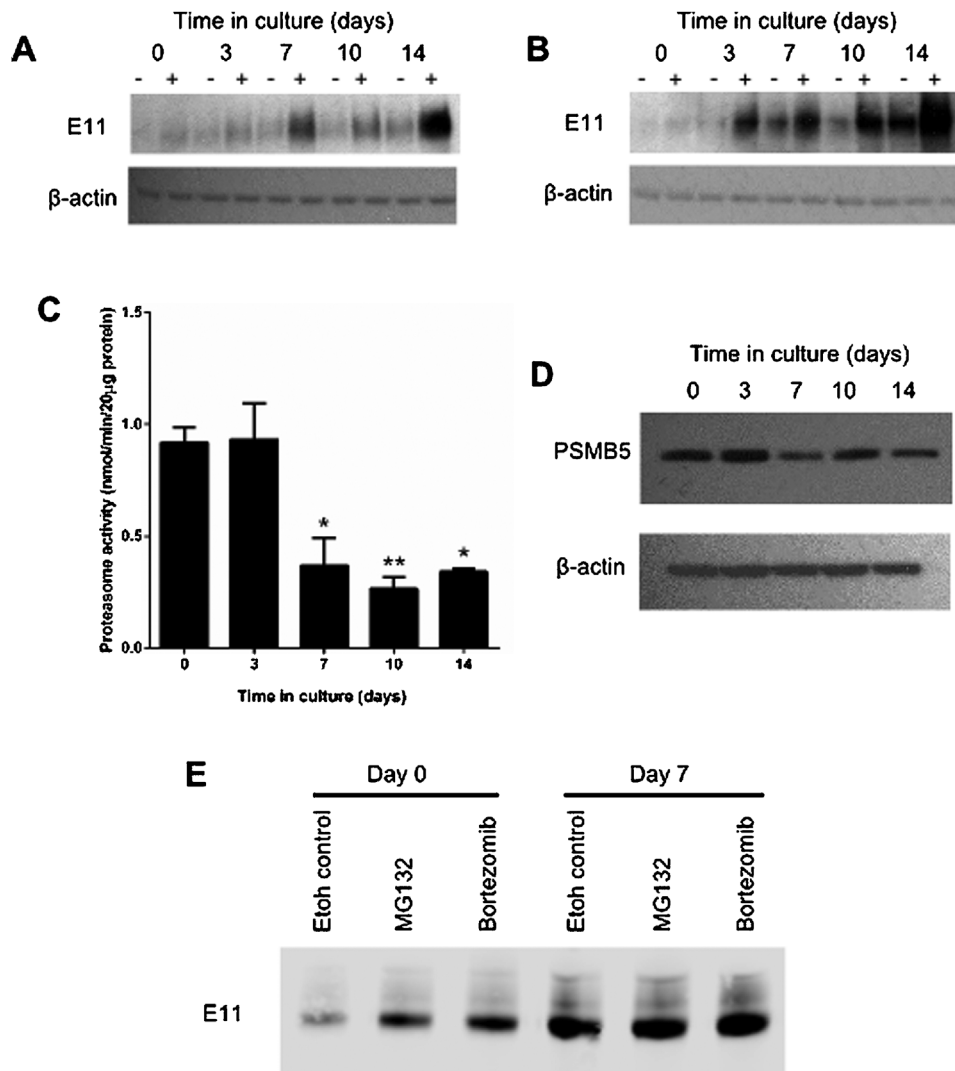 A
Time in culture (days)
0 3 7 10 14
- + - + - + - + - +
E11
β-actin
B
Time in culture (days)
0 3 7 10 14
- + - + - + - + - +
E11
β-actin
C
Proteasome activity (nmol/min/20µg protein)
1.5
1.0
0.5
0.0
* ** *
0 3 7 10 14
Time in culture (days)
D
Time in culture (days)
0 3 7 10 14
PSMB5
β-actin
E
Day 0 Day 7
Etoh control MG132 Bortezomib Etoh control MG132 Bortezomib
E11